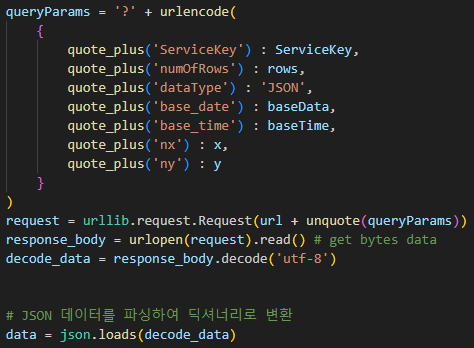 queryParams = '?' + urlencode(
    {
        quote_plus('ServiceKey') : ServiceKey,
        quote_plus('numOfRows') : rows,
        quote_plus('dataType') : 'JSON',
        quote_plus('base_date') : baseData,
        quote_plus('base_time') : baseTime,
        quote_plus('nx') : x,
        quote_plus('ny') : y
    }
)
request = urllib.request.Request(url + unquote(queryParams))
response_body = urlopen(request).read() # get bytes data
decode_data = response_body.decode('utf-8')
# JSON 데이터를 파싱하여 딕셔너리로 변환
data = json.loads(decode_data)